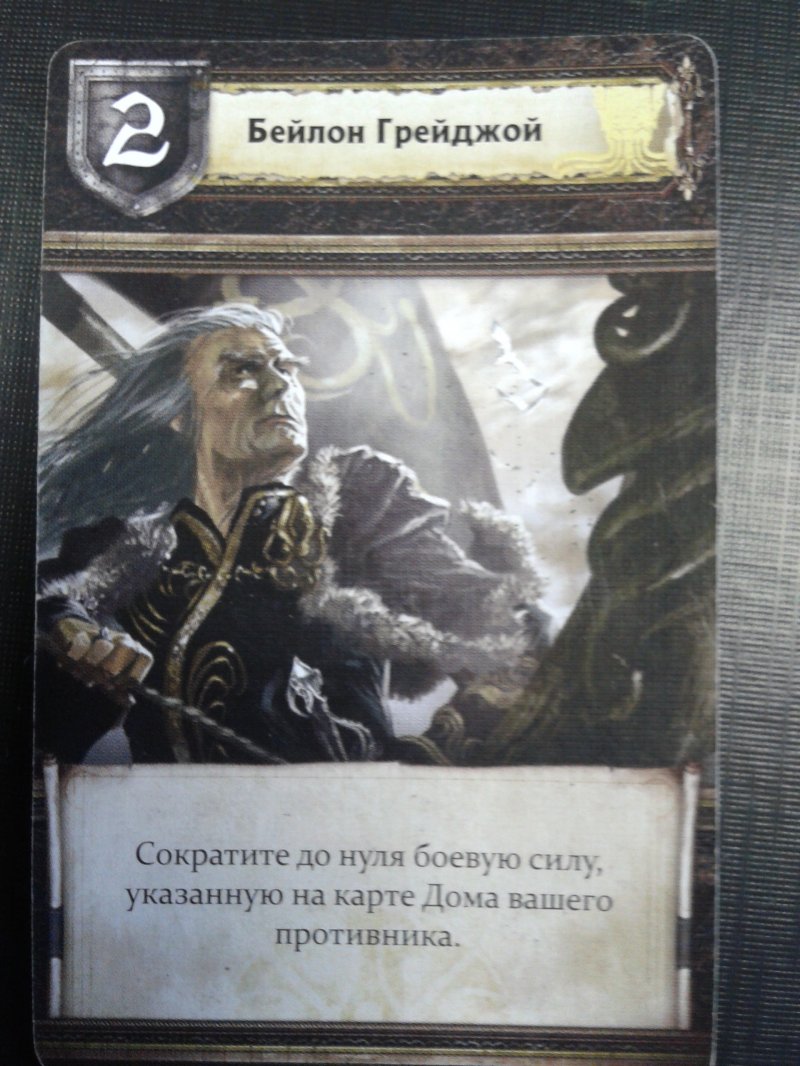 2
Бейлон Грейджой
Сократите до нуля боевую силу,
указанную на карте Дома вашего
противника.